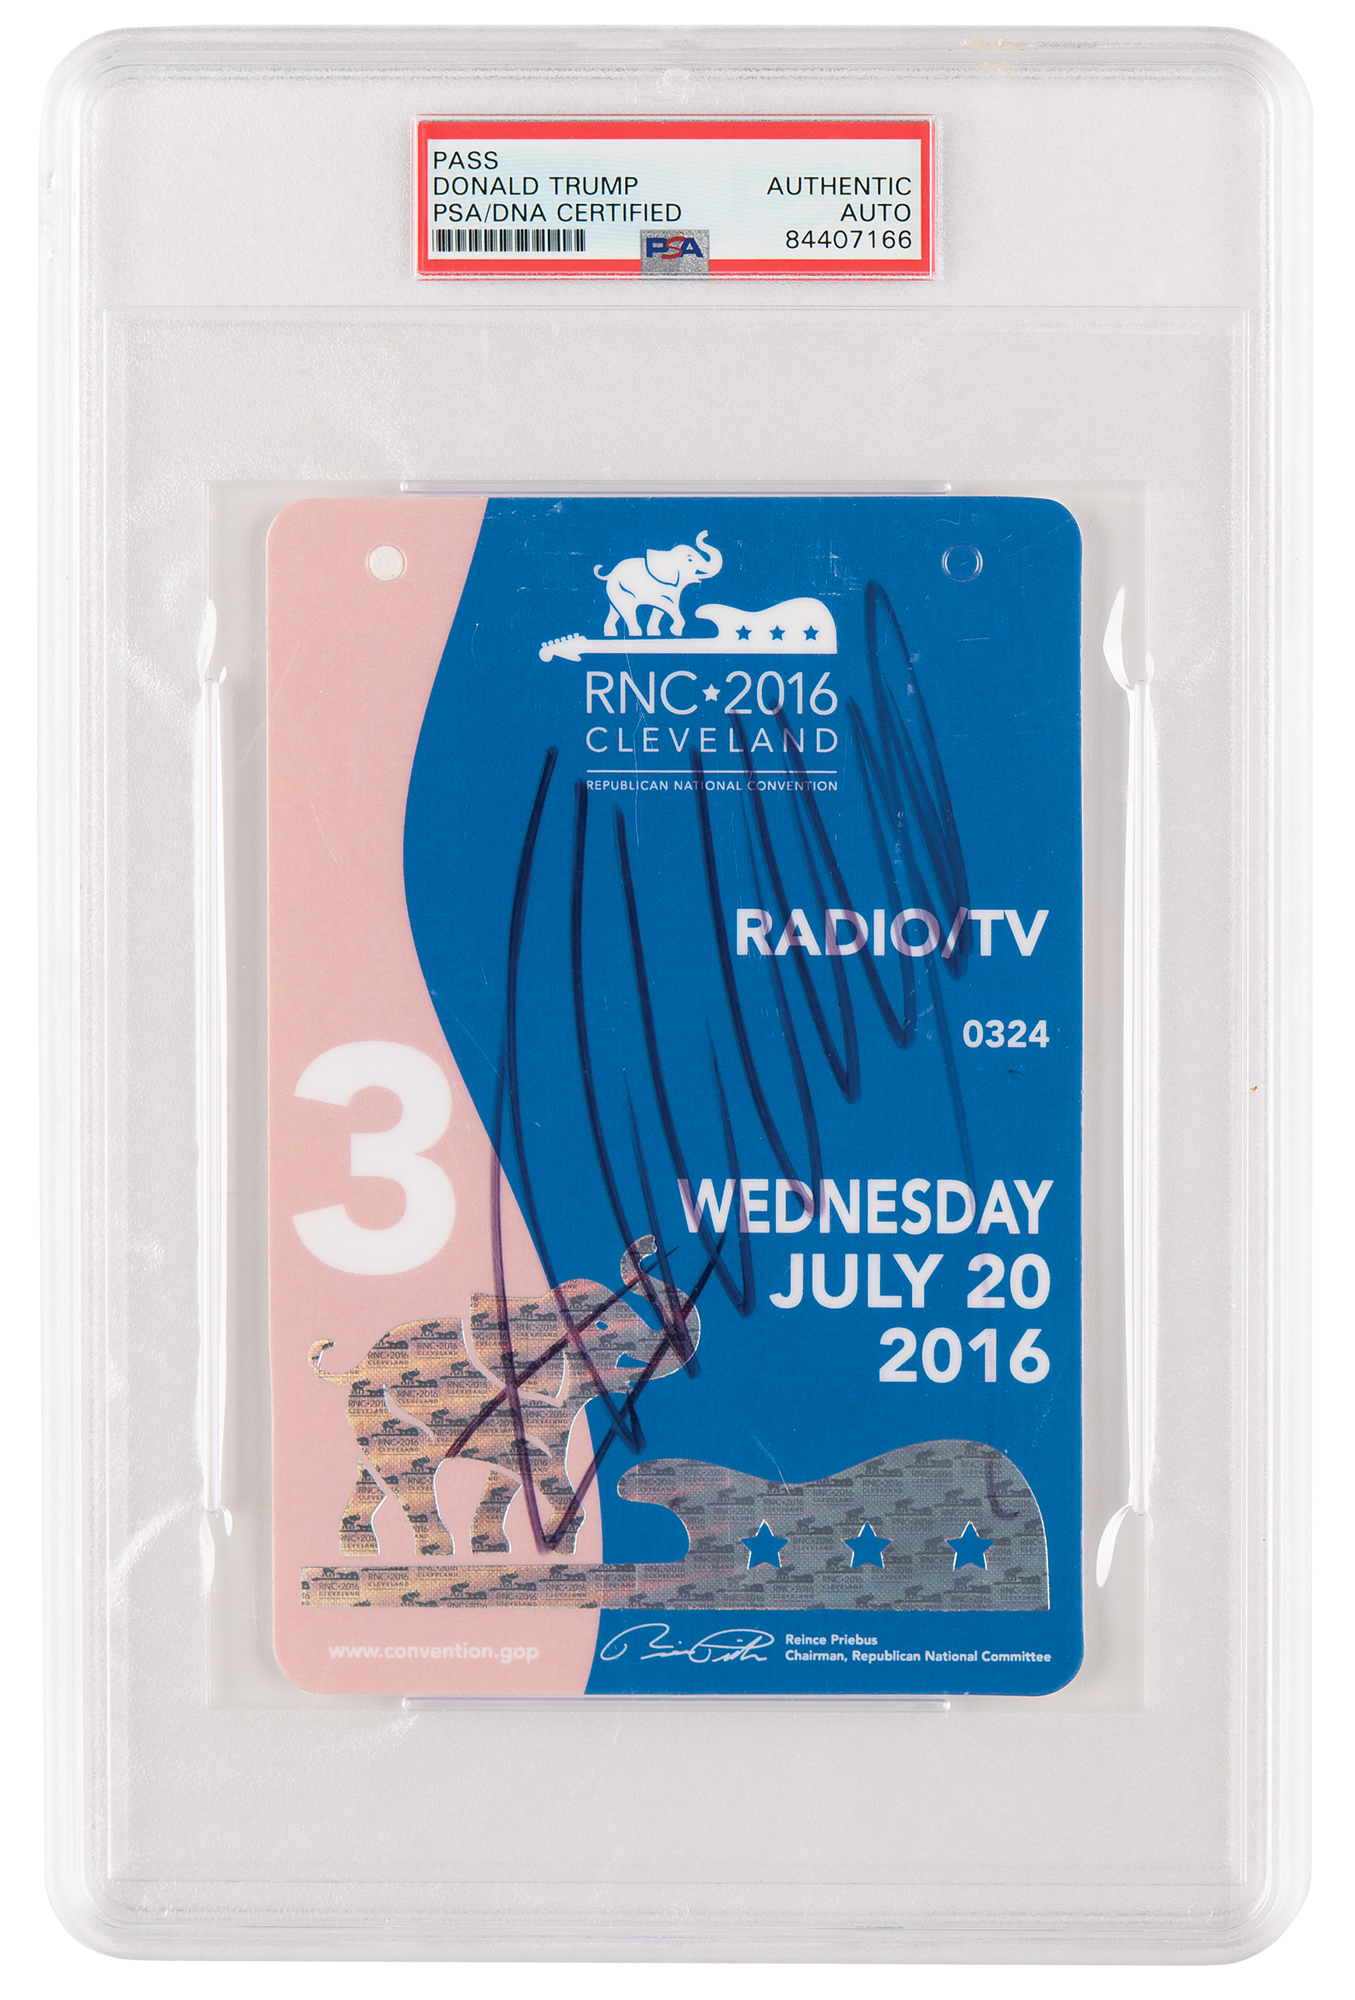 PASS
DONALD TRUMP
PSA/DNA CERTIFIED
AUTHENTIC
AUTO
84407166
PSA
RNC★2016
CLEVELAND
REPUBLICAN NATIONAL CONVENTION
RADIO/TV
0324
3
WEDNESDAY
JULY 20
2016
www.convention.gop
Reince Priebus
Chairman, Republican National Committee